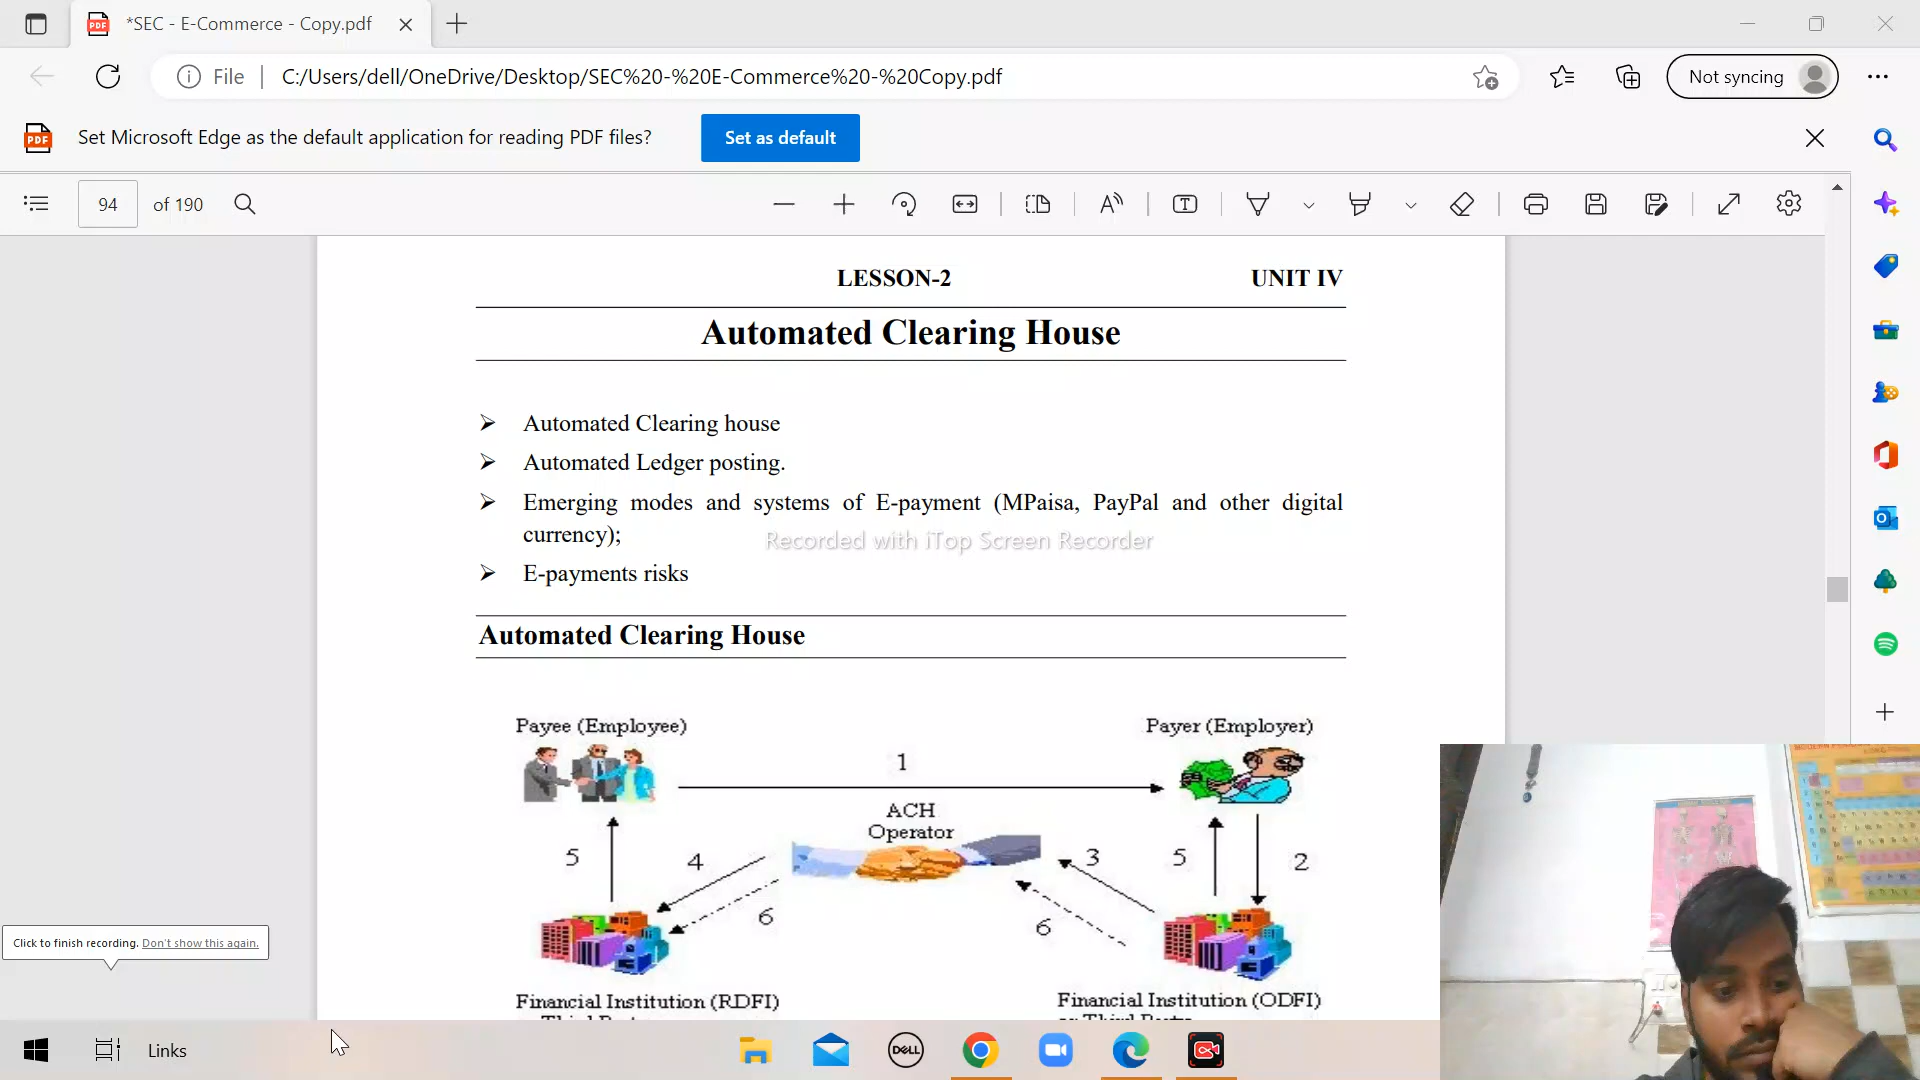 *SEC - E-Commerce - Copy.pdf
File
C:/Users/dell/OneDrive/Desktop/SEC%20-%20E-Commerce%20-%20Copy.pdf
Not syncing
PDF
Set Microsoft Edge as the default application for reading PDF files?
Set as default
94 of 190
LESSON-2 UNIT IV
Automated Clearing House
Automated Clearing house
Automated Ledger posting.
Emerging modes and systems of E-payment (MPaisa, PayPal and other digital
currency);
Recorded with iTop Screen Recorder
E-payments risks
Automated Clearing House
Payee (Employee) Payer (Employer)
1
ACH
Operator
5 4 3 5 2
6 6
Click to finish recording. Don't show this again.
Financial Institution (RDFI) Financial Institution (ODFI)
Links
DELL